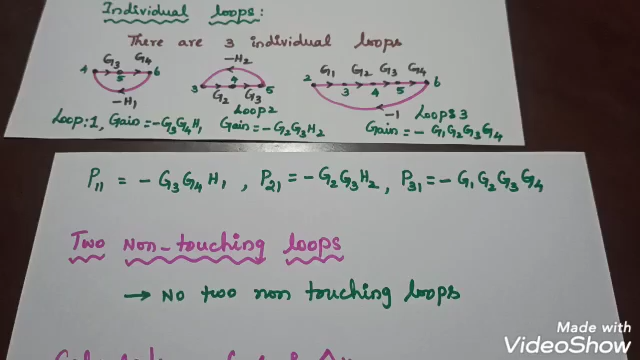 Individual loops:
There are 3 individual loops
G3 G4 -H2 G1 G2 G3 G4
4 5 6 3 4 5 2 3 4 5 6
-H1 G2 G3 -1
Loop:1, Gain=-G3G4H1
Loop2
Gain=-G2G3H2
Loop:3
Gain=-G1G2G3G4
P11 = -G3G4H1, P21=-G2G3H2, P31=-G1G2G3G4
Two Non-touching loops
→ No two non touching loops
Made with
VideoShow